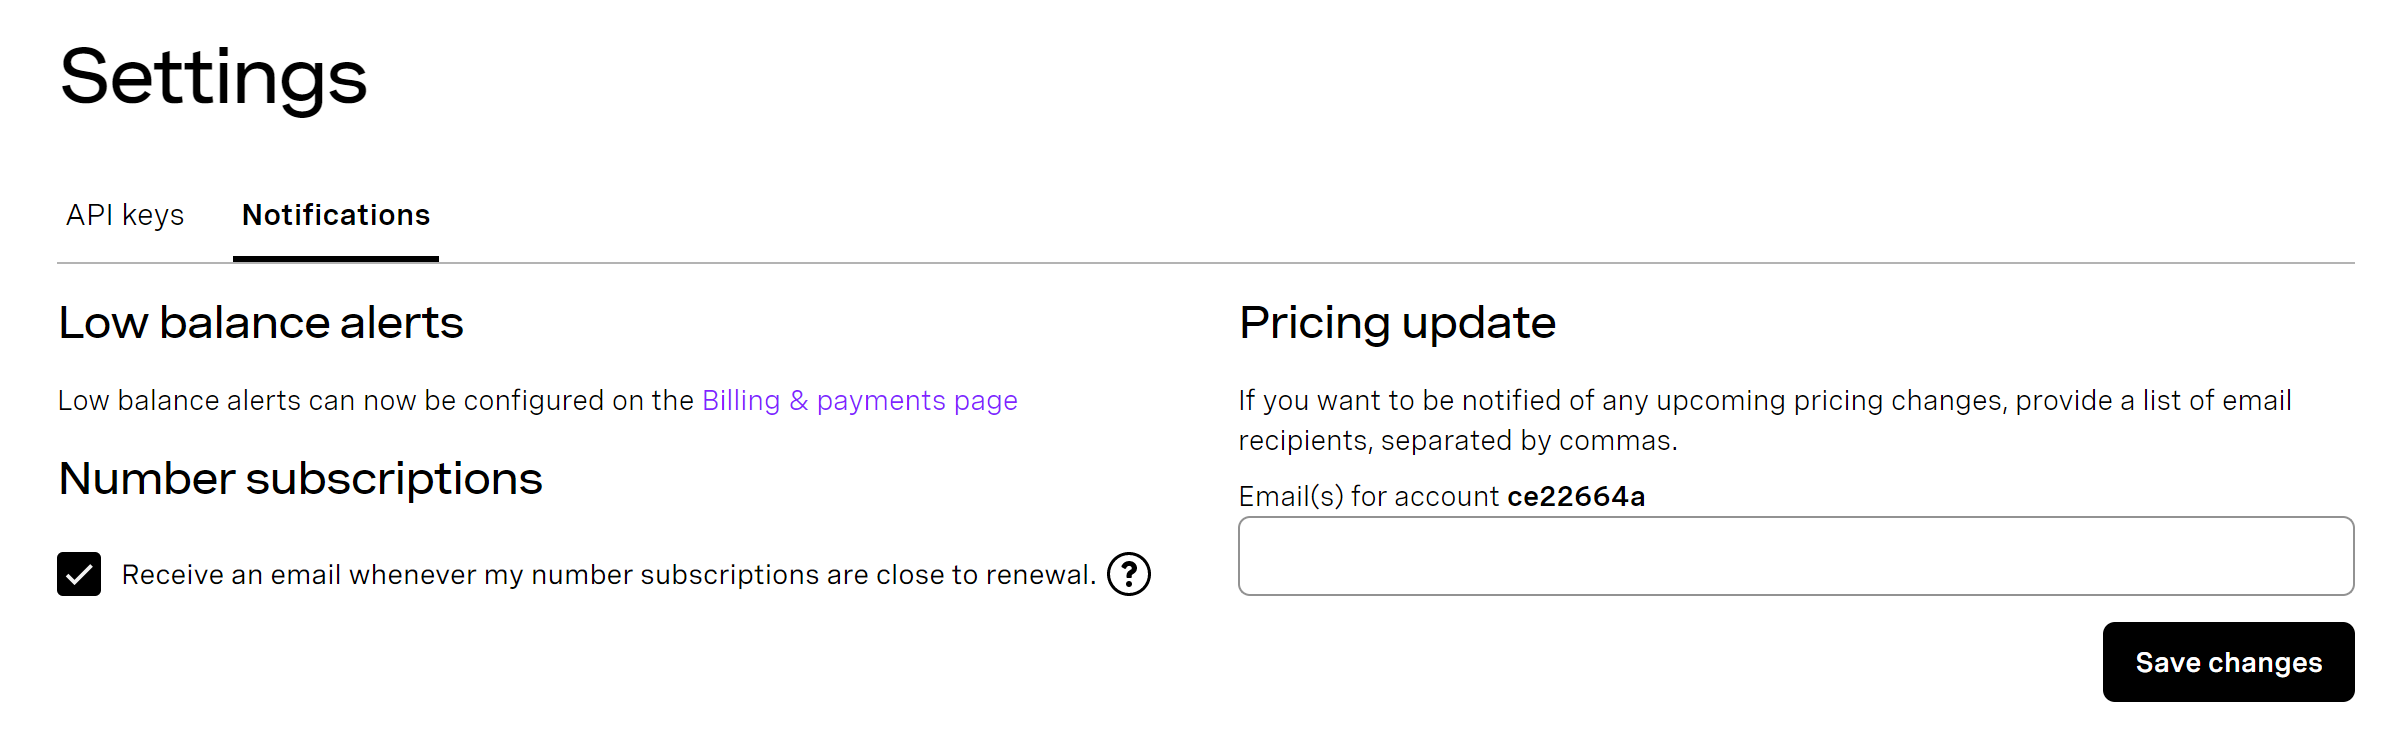 Settings
API keys
Notifications
Low balance alerts
Low balance alerts can now be configured on the Billing & payments page
Number subscriptions
Receive an email whenever my number subscriptions are close to renewal. ?
Pricing update
If you want to be notified of any upcoming pricing changes, provide a list of email
recipients, separated by commas.
Email(s) for account ce22664a
Save changes